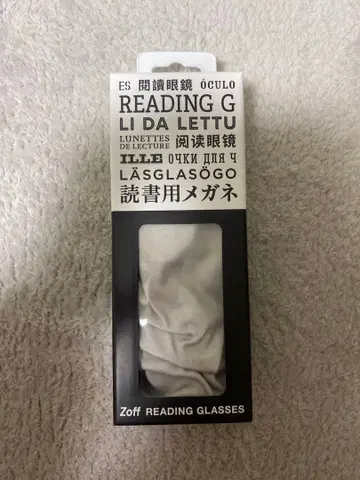 ES 閱讀眼鏡 ÓCULO
READING G
LI DA LETTU
LUNETTES
DE LECTURE 阅读眼镜
ILLE ОЧКИ ДЛЯ Ч
LÄSGLASÖGO
読書用メガネ
Zoff READING GLASSES